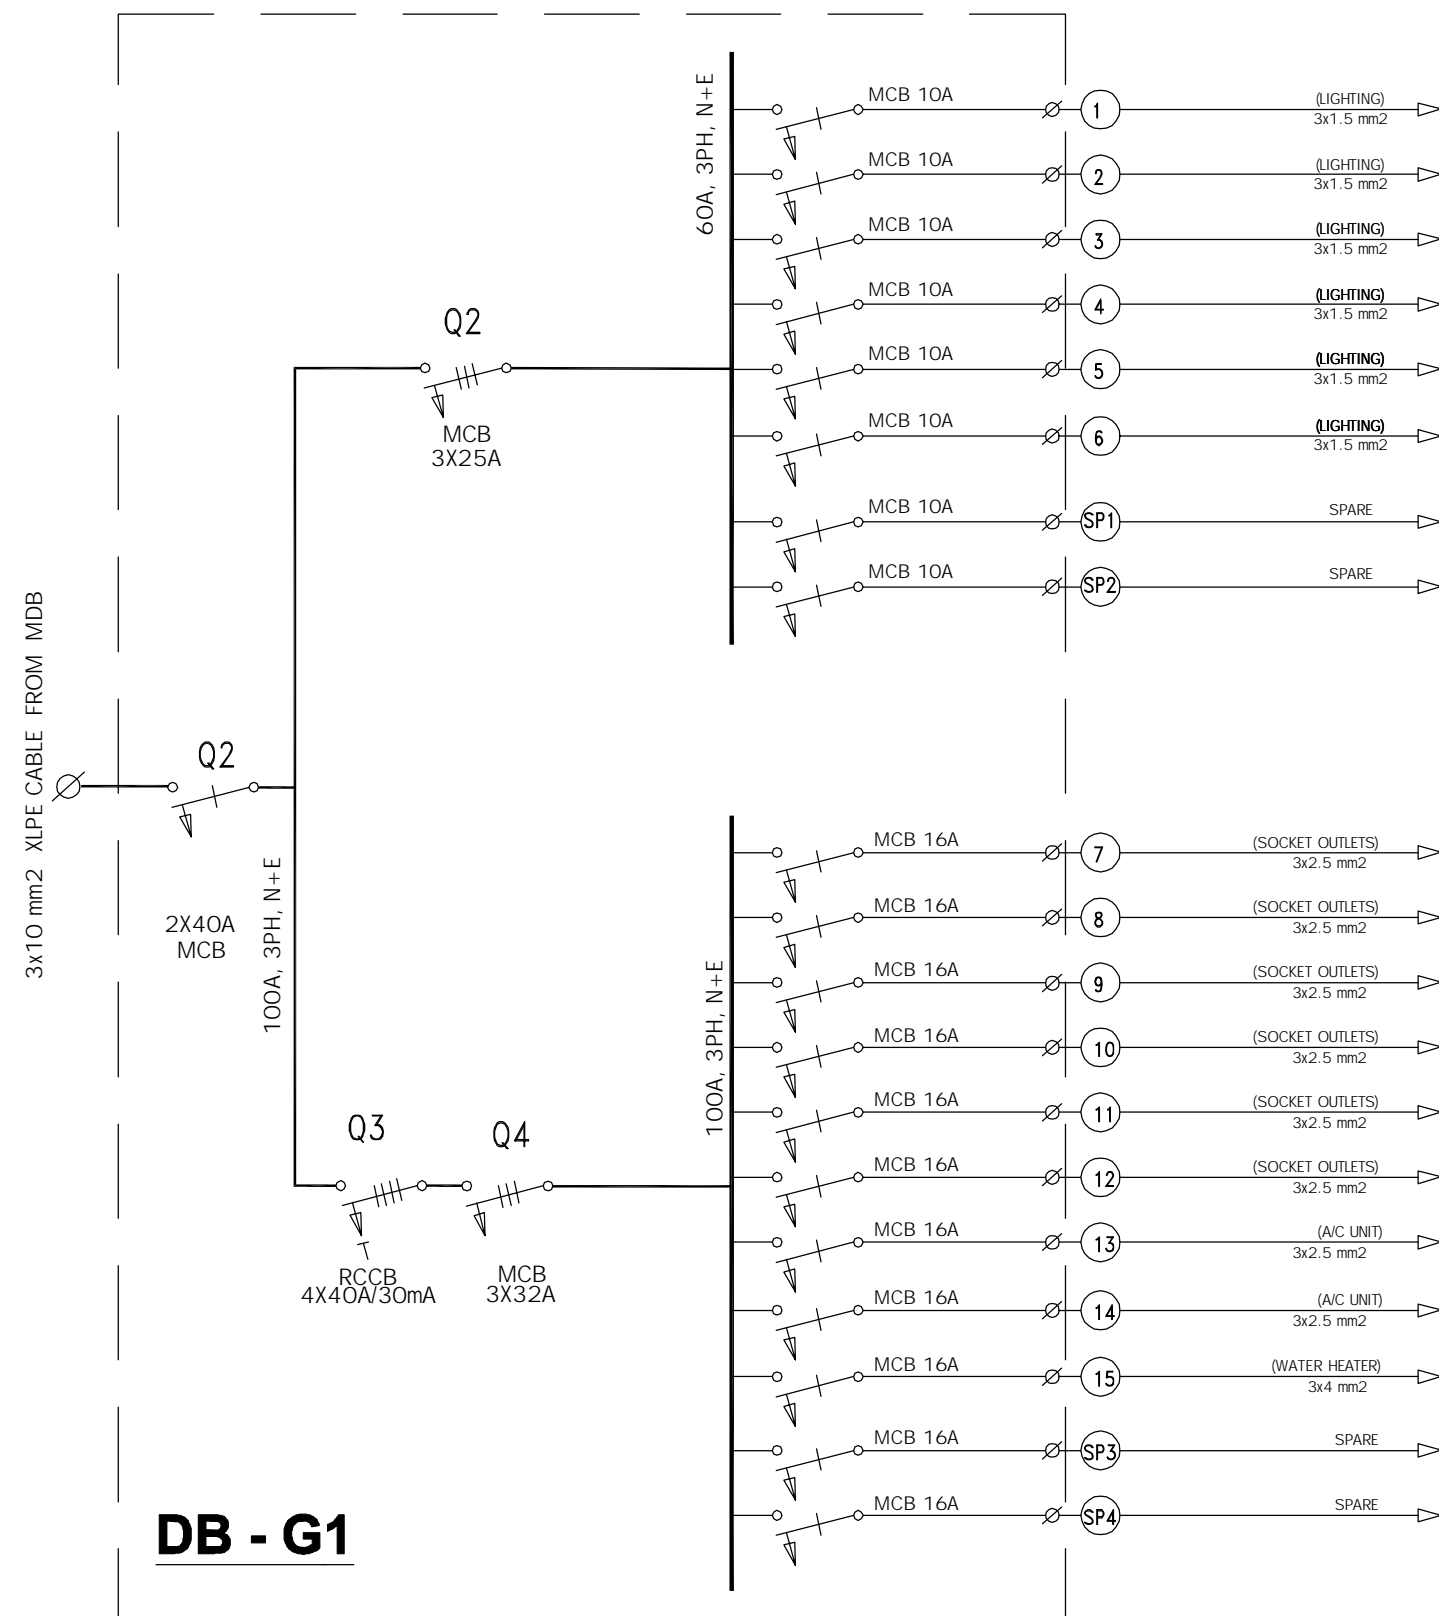 60A, 3PH, N+E
MCB 10A
1
(LIGHTING)
3x1.5 mm2
MCB 10A
2
(LIGHTING)
3x1.5 mm2
MCB 10A
3
(LIGHTING)
3x1.5 mm2
MCB 10A
4
(LIGHTING)
3x1.5 mm2
MCB 10A
5
(LIGHTING)
3x1.5 mm2
MCB 10A
6
(LIGHTING)
3x1.5 mm2
MCB 10A
SP1
SPARE
MCB 10A
SP2
SPARE
Q2
MCB
3X25A
3x10 mm2 XLPE CABLE FROM MDB
Q2
2X40A
MCB
100A, 3PH, N+E
Q3
RCCB
4X40A/30mA
Q4
MCB
3X32A
100A, 3PH, N+E
MCB 16A
7
(SOCKET OUTLETS)
3x2.5 mm2
MCB 16A
8
(SOCKET OUTLETS)
3x2.5 mm2
MCB 16A
9
(SOCKET OUTLETS)
3x2.5 mm2
MCB 16A
10
(SOCKET OUTLETS)
3x2.5 mm2
MCB 16A
11
(SOCKET OUTLETS)
3x2.5 mm2
MCB 16A
12
(SOCKET OUTLETS)
3x2.5 mm2
MCB 16A
13
(A/C UNIT)
3x2.5 mm2
MCB 16A
14
(A/C UNIT)
3x2.5 mm2
MCB 16A
15
(WATER HEATER)
3x4 mm2
MCB 16A
SP3
SPARE
MCB 16A
SP4
SPARE
DB - G1